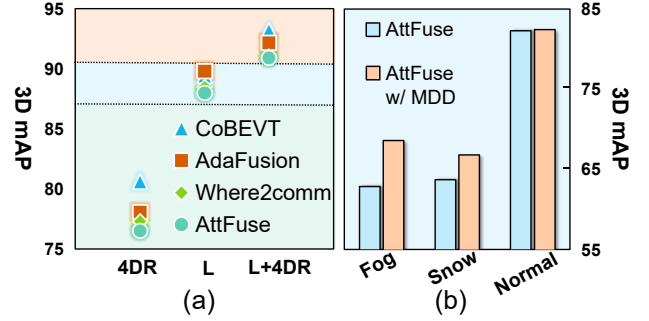 95
90
85
80
75
3D mAP
CoBEVT
AdaFusion
Where2comm
AttFuse
4DR
L
L+4DR
(a)
AttFuse
AttFuse
w/ MDD
85
75
65
55
3D mAP
Fog
Snow
Normal
(b)